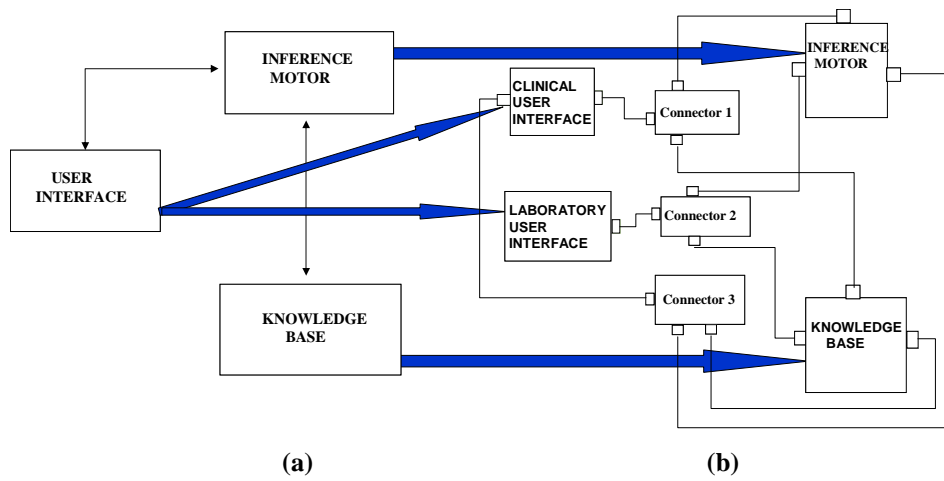 INFERENCE
MOTOR
USER
INTERFACE
KNOWLEDGE
BASE
CLINICAL
USER
INTERFACE
Connector 1
INFERENCE
MOTOR
LABORATORY
USER
INTERFACE
Connector 2
Connector 3
KNOWLEDGE
BASE
(a)
(b)